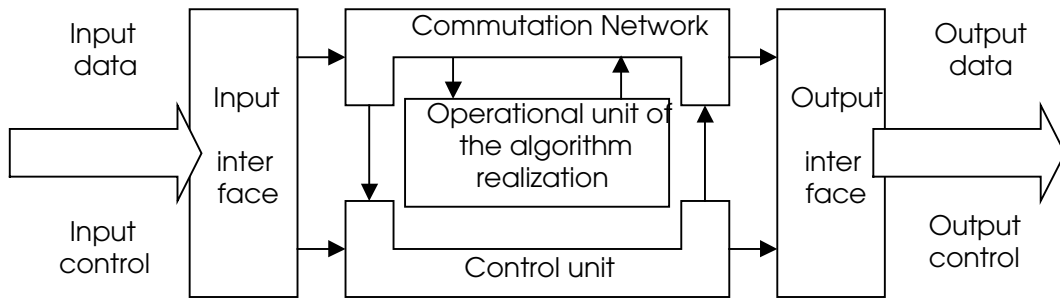 Input
data
Input
control
Input
inter
face
Commutation Network
Operational unit of
the algorithm
realization
Control unit
Output
inter
face
Output
data
Output
control